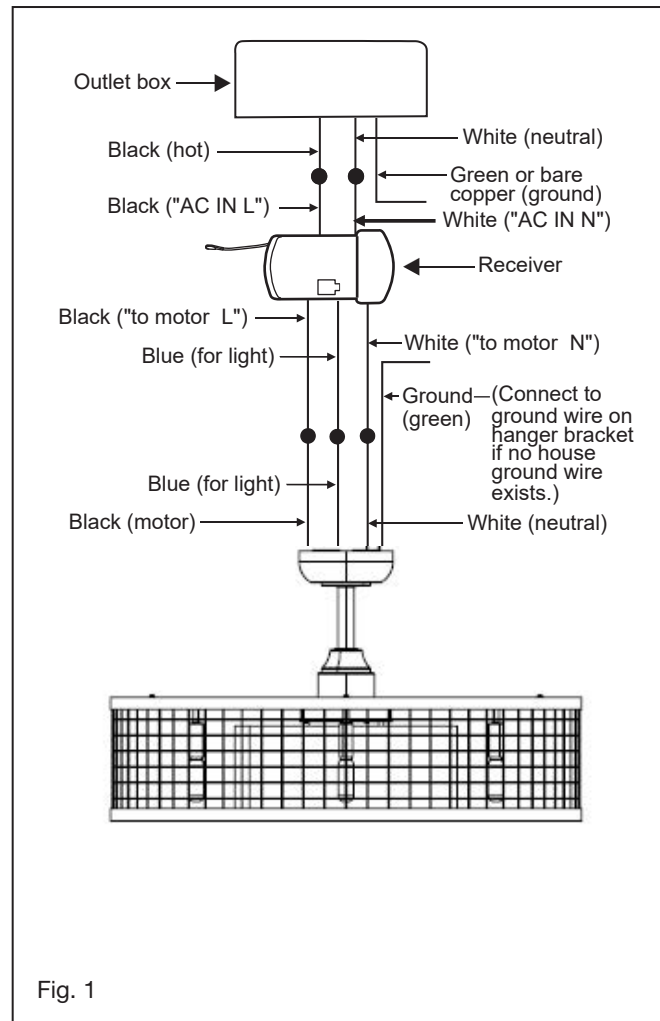 Outlet box
Black (hot)
White (neutral)
Green or bare
copper (ground)
Black ("AC IN L")
White ("AC IN N")
Receiver
Black ("to motor L")
White ("to motor N")
Blue (for light)
Ground
(green)
(Connect to
ground wire on
hanger bracket
if no house
ground wire
exists.)
Blue (for light)
Black (motor)
White (neutral)
Fig. 1